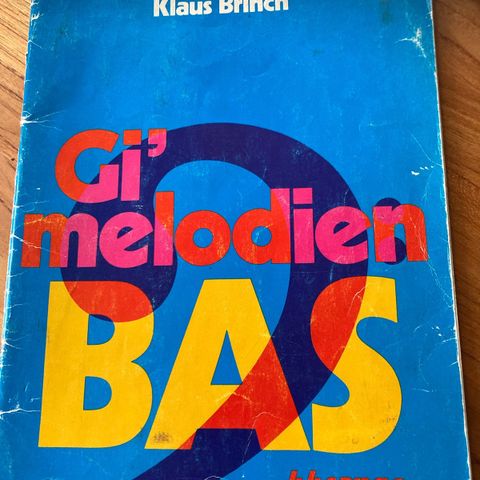 Klaus Brinch
Gi'
melodien
BAS